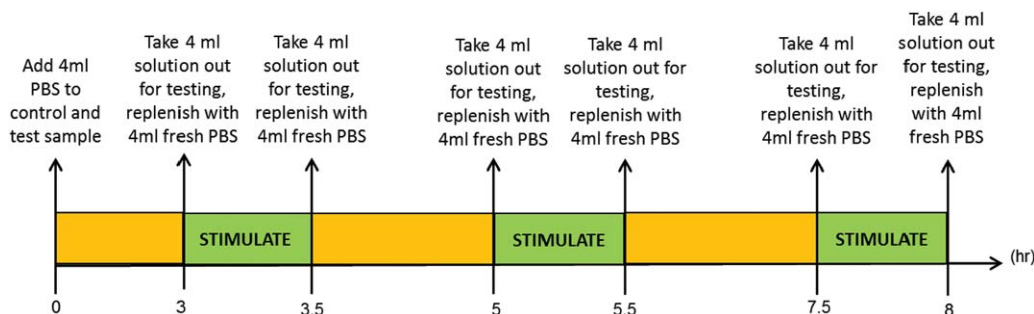 Add 4ml
PBS to
control and
test sample
Take 4 ml
solution out
for testing,
replenish with
4ml fresh PBS
Take 4 ml
solution out
for testing,
replenish with
4ml fresh PBS
Take 4 ml
solution out
for testing,
replenish with
4ml fresh PBS
Take 4 ml
solution out for
testing,
replenish with
4ml fresh PBS
Take 4 ml
solution out for
testing,
replenish with
4ml fresh PBS
Take 4 ml
solution out
for testing,
replenish
with 4ml
fresh PBS
STIMULATE
STIMULATE
STIMULATE
(hr)
0
3
3.5
5
5.5
7.5
8